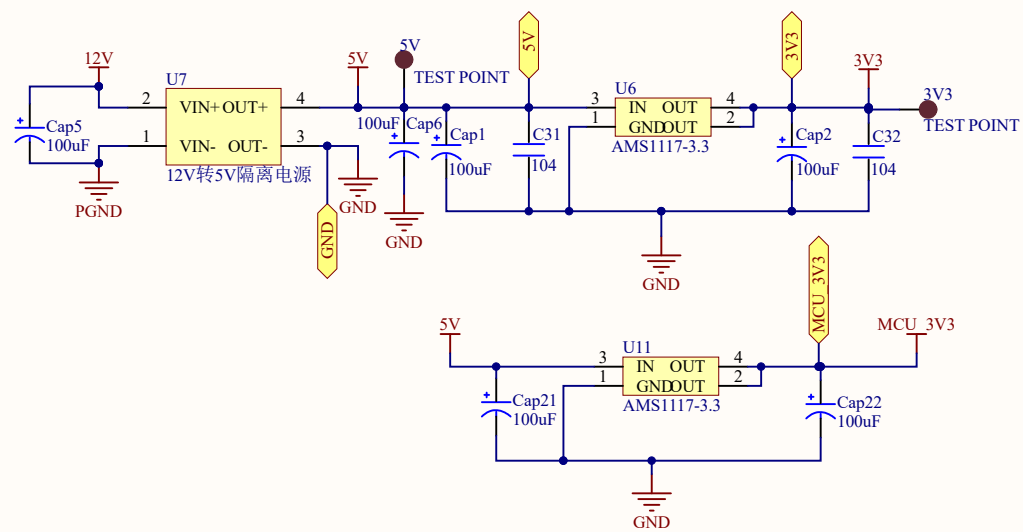 12V
U7
2 VIN+ OUT+ 4
1 VIN- OUT- 3
12V转5V隔离电源
Cap5
100uF
PGND
5V
5V
TEST POINT
5V
GND
GND
100uF
Cap6
GND
Cap1
100uF
C31
104
U6
3 IN OUT 4
1 GNDOUT 2
AMS1117-3.3
3V3
3V3
3V3
TEST POINT
Cap2
100uF
C32
104
GND
5V
U11
3 IN OUT 4
1 GNDOUT 2
AMS1117-3.3
MCU_3V3
MCU_3V3
Cap21
100uF
Cap22
100uF
GND